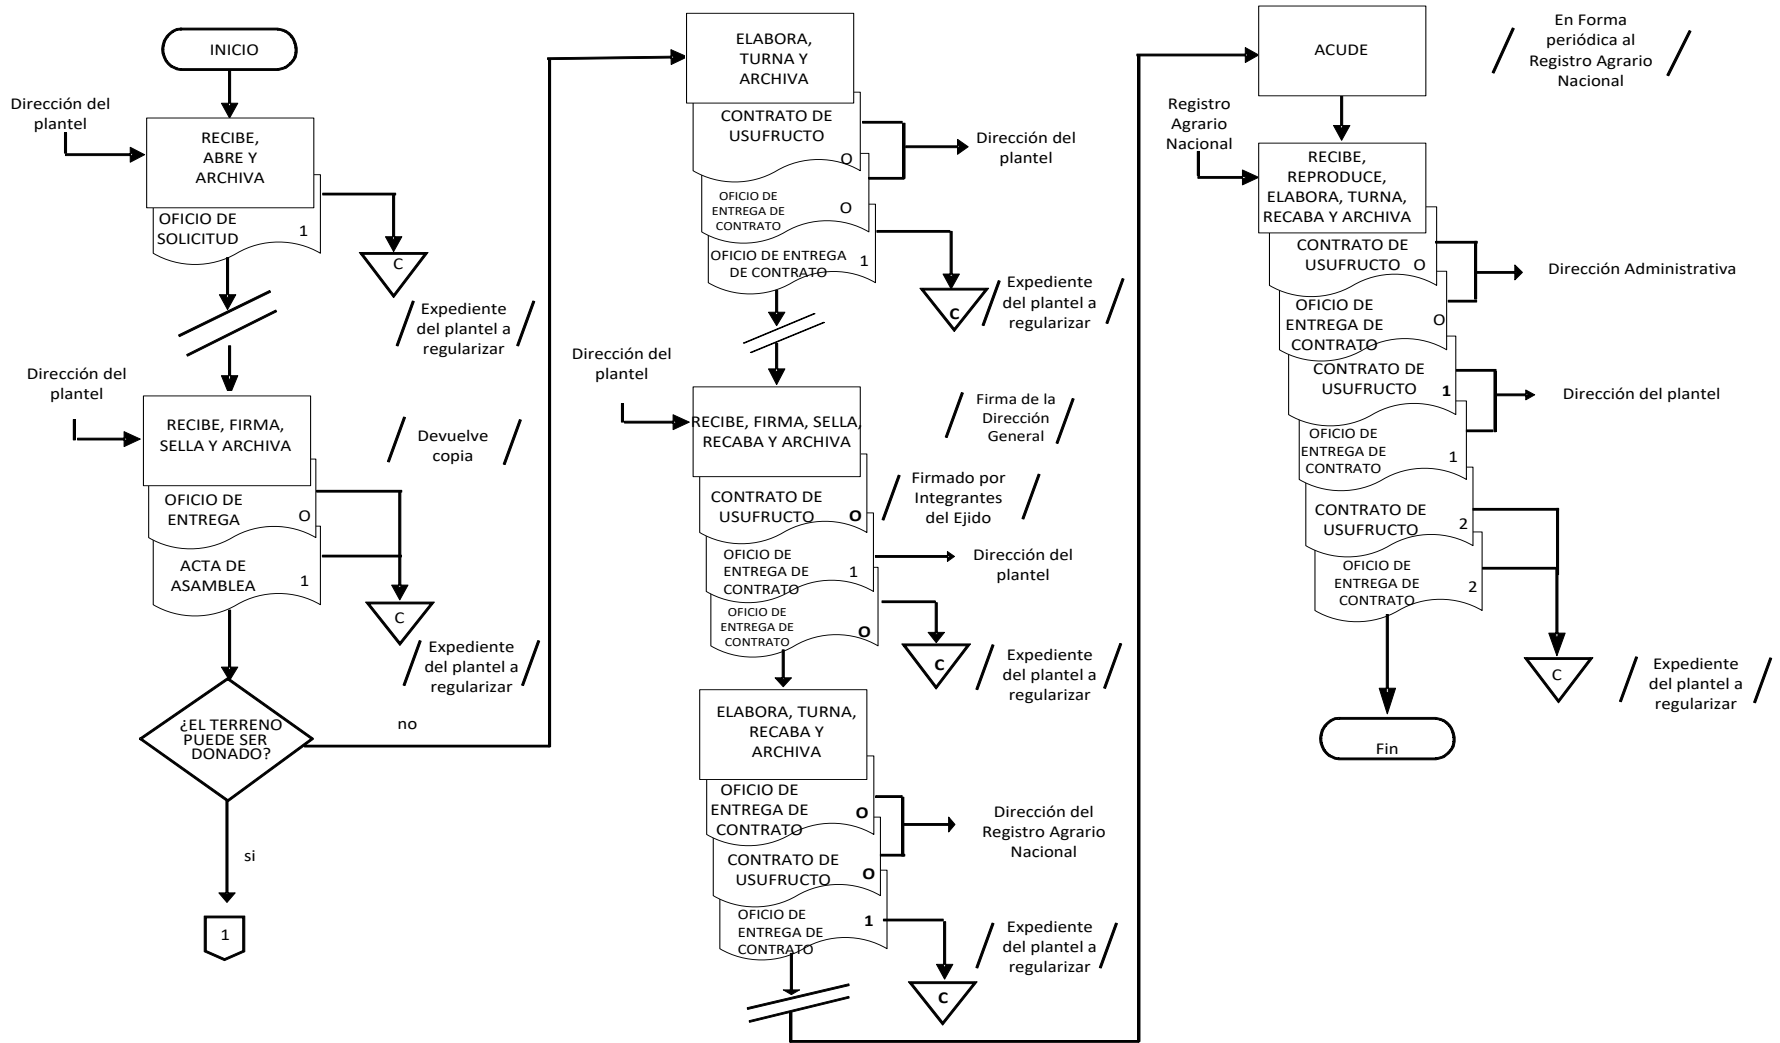 INICIO
Dirección del
plantel
RECIBE,
ABRE Y
ARCHIVA
OFICIO DE
SOLICITUD
1
C
Expediente
del plantel a
regularizar
Dirección del
plantel
RECIBE, FIRMA,
SELLA Y ARCHIVA
Devuelve
copia
OFICIO DE
ENTREGA
O
ACTA DE
ASAMBLEA
1
C
Expediente
del plantel a
regularizar
¿EL TERRENO
PUEDE SER
DONADO?
no
si
1
ELABORA,
TURNA Y
ARCHIVA
CONTRATO DE
USUFRUCTO
O
Dirección del
plantel
OFICIO DE
ENTREGA DE
CONTRATO
O
OFICIO DE ENTREGA
DE CONTRATO
1
C
Expediente
del plantel a
regularizar
Dirección del
plantel
RECIBE, FIRMA, SELLA,
RECABA Y ARCHIVA
Firma de la
Dirección
General
CONTRATO DE
USUFRUCTO
O
Firmado por
Integrantes
del Ejido
OFICIO DE
ENTREGA DE
CONTRATO
1
Dirección del
plantel
OFICIO DE
ENTREGA DE
CONTRATO
O
C
Expediente
del plantel a
regularizar
ELABORA, TURNA,
RECABA Y
ARCHIVA
OFICIO DE
ENTREGA DE
CONTRATO
O
Dirección del
Registro Agrario
Nacional
CONTRATO DE
USUFRUCTO
O
OFICIO DE
ENTREGA DE
CONTRATO
1
C
Expediente
del plantel a
regularizar
ACUDE
En Forma
periódica al
Registro Agrario
Nacional
Registro
Agrario
Nacional
RECIBE,
REPRODUCE,
ELABORA, TURNA,
RECABA Y ARCHIVA
CONTRATO DE
USUFRUCTO
O
Dirección Administrativa
OFICIO DE
ENTREGA DE
CONTRATO
O
CONTRATO DE
USUFRUCTO
1
Dirección del plantel
OFICIO DE
ENTREGA DE
CONTRATO
1
CONTRATO DE
USUFRUCTO
2
OFICIO DE
ENTREGA DE
CONTRATO
2
C
Expediente
del plantel a
regularizar
Fin